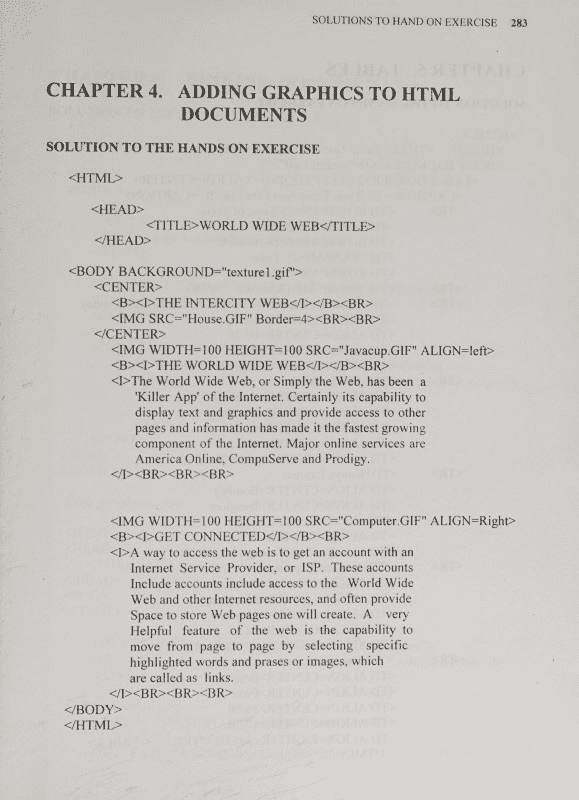 SOLUTIONS TO HAND ON EXERCISE 283
CHAPTER 4. ADDING GRAPHICS TO HTML
DOCUMENTS
SOLUTION TO THE HANDS ON EXERCISE
<HTML>
<HEAD>
<TITLE>WORLD WIDE WEB</TITLE>
</HEAD>
<BODY BACKGROUND="texture1.gif">
<CENTER>
<B><I>THE INTERCITY WEB</I></B><BR>
<IMG SRC="House.GIF" Border=4><BR><BR>
</CENTER>
<IMG WIDTH=100 HEIGHT=100 SRC="Javacup.GIF" ALIGN=left>
<B><I>THE WORLD WIDE WEB</I></B><BR>
<I>The World Wide Web, or Simply the Web, has been a
'Killer App' of the Internet. Certainly its capability to
display text and graphics and provide access to other
pages and information has made it the fastest growing
component of the Internet. Major online services are
America Online, CompuServe and Prodigy.
</I><BR><BR><BR>
<IMG WIDTH=100 HEIGHT=100 SRC="Computer.GIF" ALIGN=Right>
<B><I>GET CONNECTED</I></B><BR>
<I>A way to access the web is to get an account with an
Internet Service Provider, or ISP. These accounts
Include accounts include access to the World Wide
Web and other Internet resources, and often provide
Space to store Web pages one will create. A very
Helpful feature of the web is the capability to
move from page to page by selecting specific
highlighted words and prases or images, which
are called as links.
</I><BR><BR><BR>
</BODY>
</HTML>